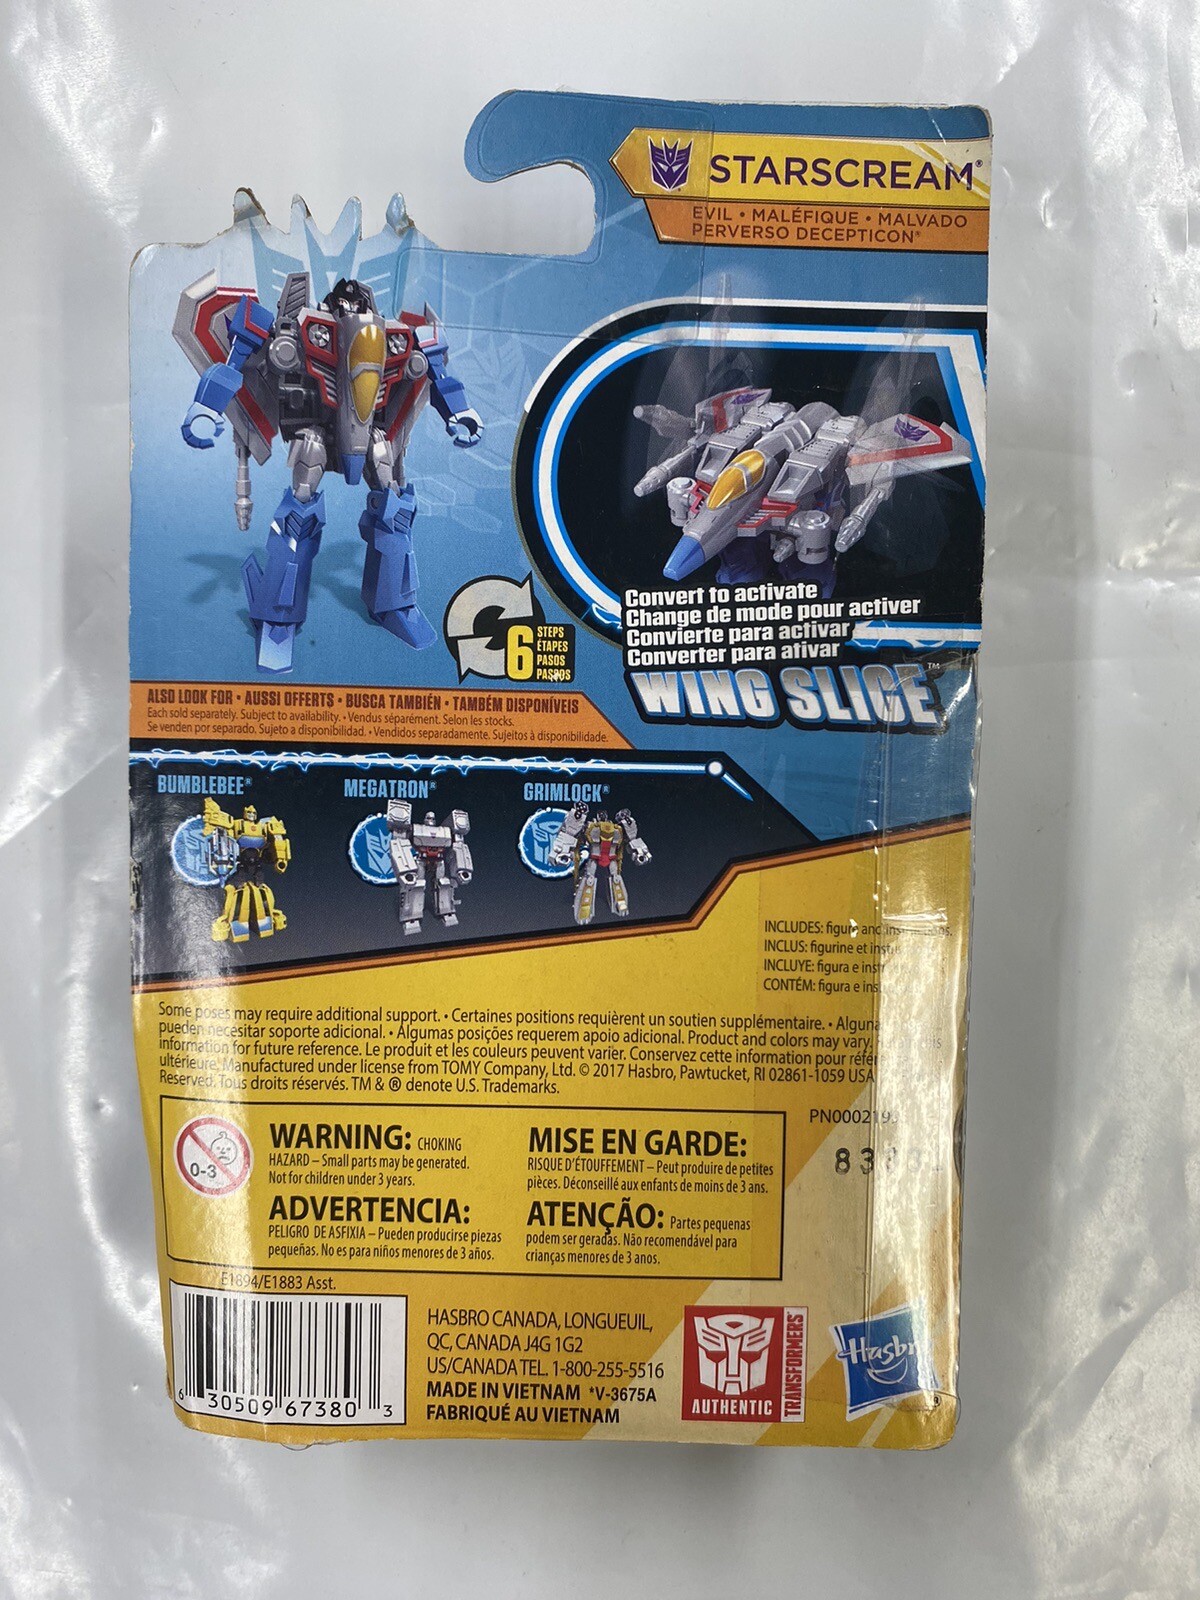 STARSCREAM®
EVIL • MALÉFIQUE • MALVADO
PERVERSO DECEPTICON®
Convert to activate
Change de mode pour activer
Convierte para activar
Converter para ativar
WING SLICE™
6 STEPS
ÉTAPES
PASOS
PASSOS
ALSO LOOK FOR • AUSSI OFFERTS • BUSCA TAMBIÉN • TAMBÉM DISPONÍVEIS
Each sold separately. Subject to availability. • Vendus séparément. Selon les stocks.
Se venden por separado. Sujeto a disponibilidad. • Vendidos separadamente. Sujeitos à disponibilidade.
BUMBLEBEE® MEGATRON® GRIMLOCK®
INCLUDES: figure and
INCLUS: figurine et
INCLUYE: figura e
CONTÉM: figura e
Some poses may require additional support. • Certaines positions requièrent un soutien supplémentaire. •
pueden necesitar soporte adicional. • Algumas posições requerem apoio adicional. Product and colors may vary. this
information for future reference. Le produit et les couleurs peuvent varier. Conservez cette information pour
ultérieure. Manufactured under license from TOMY Company, Ltd. © 2017 Hasbro, Pawtucket, RI 02861-1059 USA
Reserved. Tous droits réservés. TM & ® denote U.S. Trademarks.
0-3
WARNING: CHOKING
HAZARD – Small parts may be generated.
Not for children under 3 years.
MISE EN GARDE:
RISQUE D'ÉTOUFFEMENT – Peut produire de petites
pièces. Déconseillé aux enfants de moins de 3 ans.
ADVERTENCIA:
PELIGRO DE ASFIXIA – Pueden producirse piezas
pequeñas. No es para niños menores de 3 años.
ATENÇÃO: Partes pequenas
podem ser geradas. Não recomendável para
crianças menores de 3 anos.
E1894/E1883 Asst.
6 30509 67380 3
HASBRO CANADA, LONGUEUIL,
QC, CANADA J4G 1G2
US/CANADA TEL. 1-800-255-5516
MADE IN VIETNAM *V-3675A
FABRIQUÉ AU VIETNAM
AUTHENTIC
TRANSFORMERS
Hasbro
®